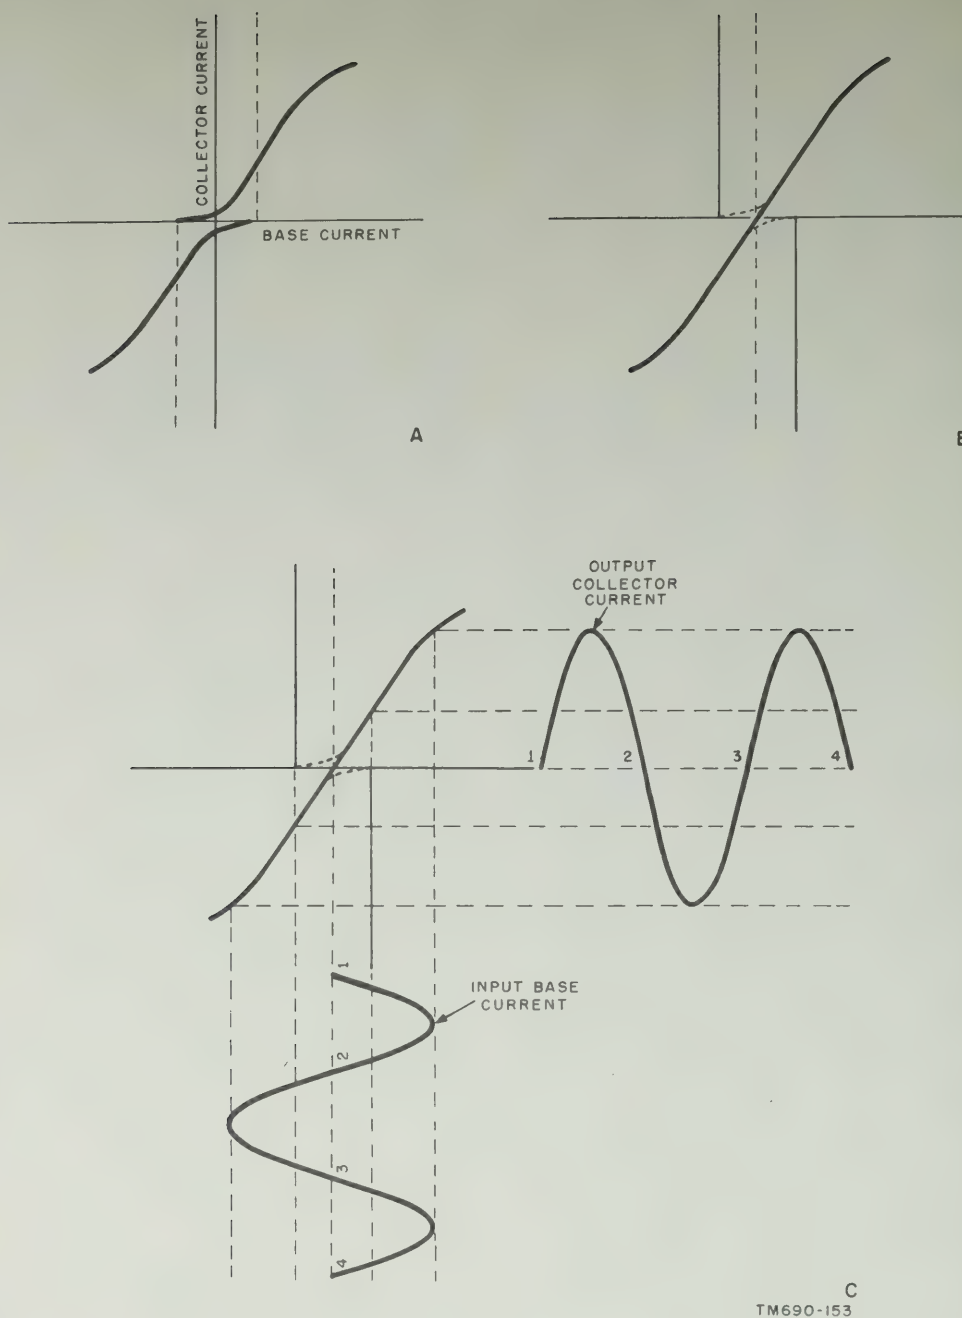 COLLECTOR CURRENT
BASE CURRENT
A
OUTPUT
COLLECTOR
CURRENT
1
2
3
4
1
INPUT BASE
CURRENT
2
3
4
C
TM690-153